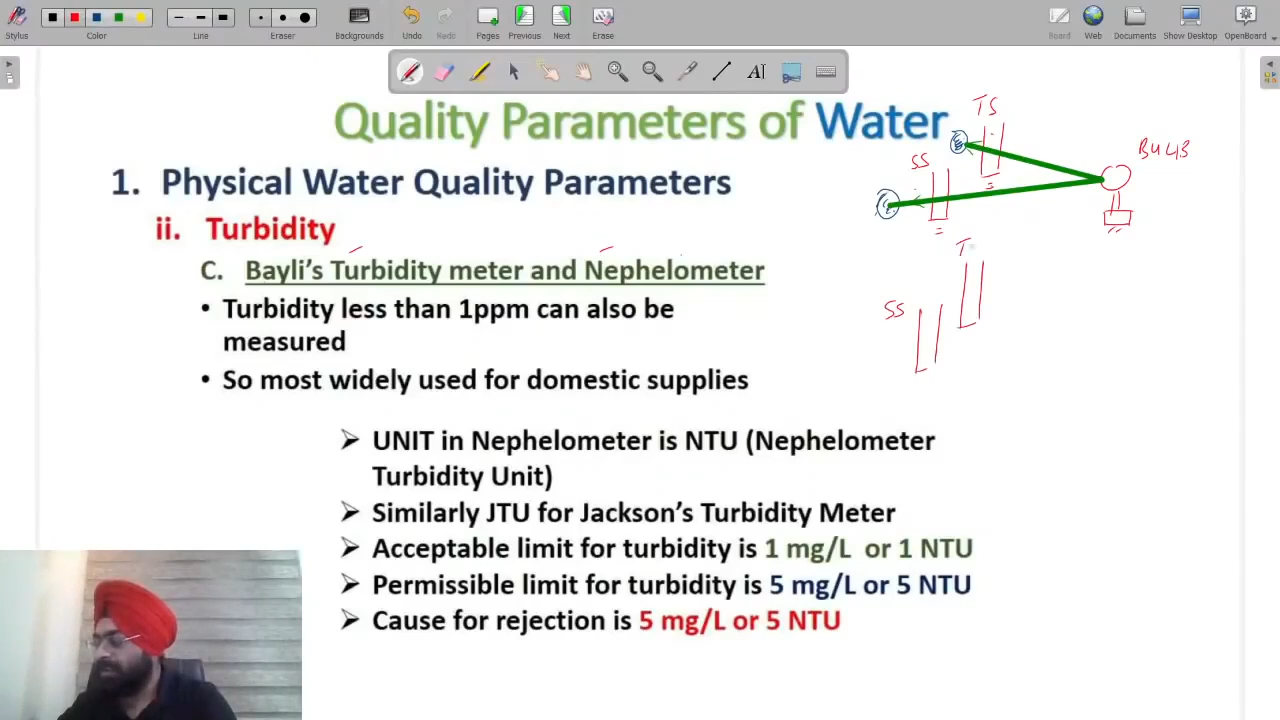 Stylus
Color
Line
Eraser
Backgrounds
Undo
Redo
Pages
Previous
Next
Erase
Board
Web
Documents
Show Desktop
OpenBoard
Quality Parameters of Water
1. Physical Water Quality Parameters
ii. Turbidity
C. Bayli's Turbidity meter and Nephelometer
• Turbidity less than 1ppm can also be
measured
• So most widely used for domestic supplies
➢ UNIT in Nephelometer is NTU (Nephelometer
Turbidity Unit)
➢ Similarly JTU for Jackson's Turbidity Meter
➢ Acceptable limit for turbidity is 1 mg/L or 1 NTU
➢ Permissible limit for turbidity is 5 mg/L or 5 NTU
➢ Cause for rejection is 5 mg/L or 5 NTU
TS
SS
BULB
T
SS